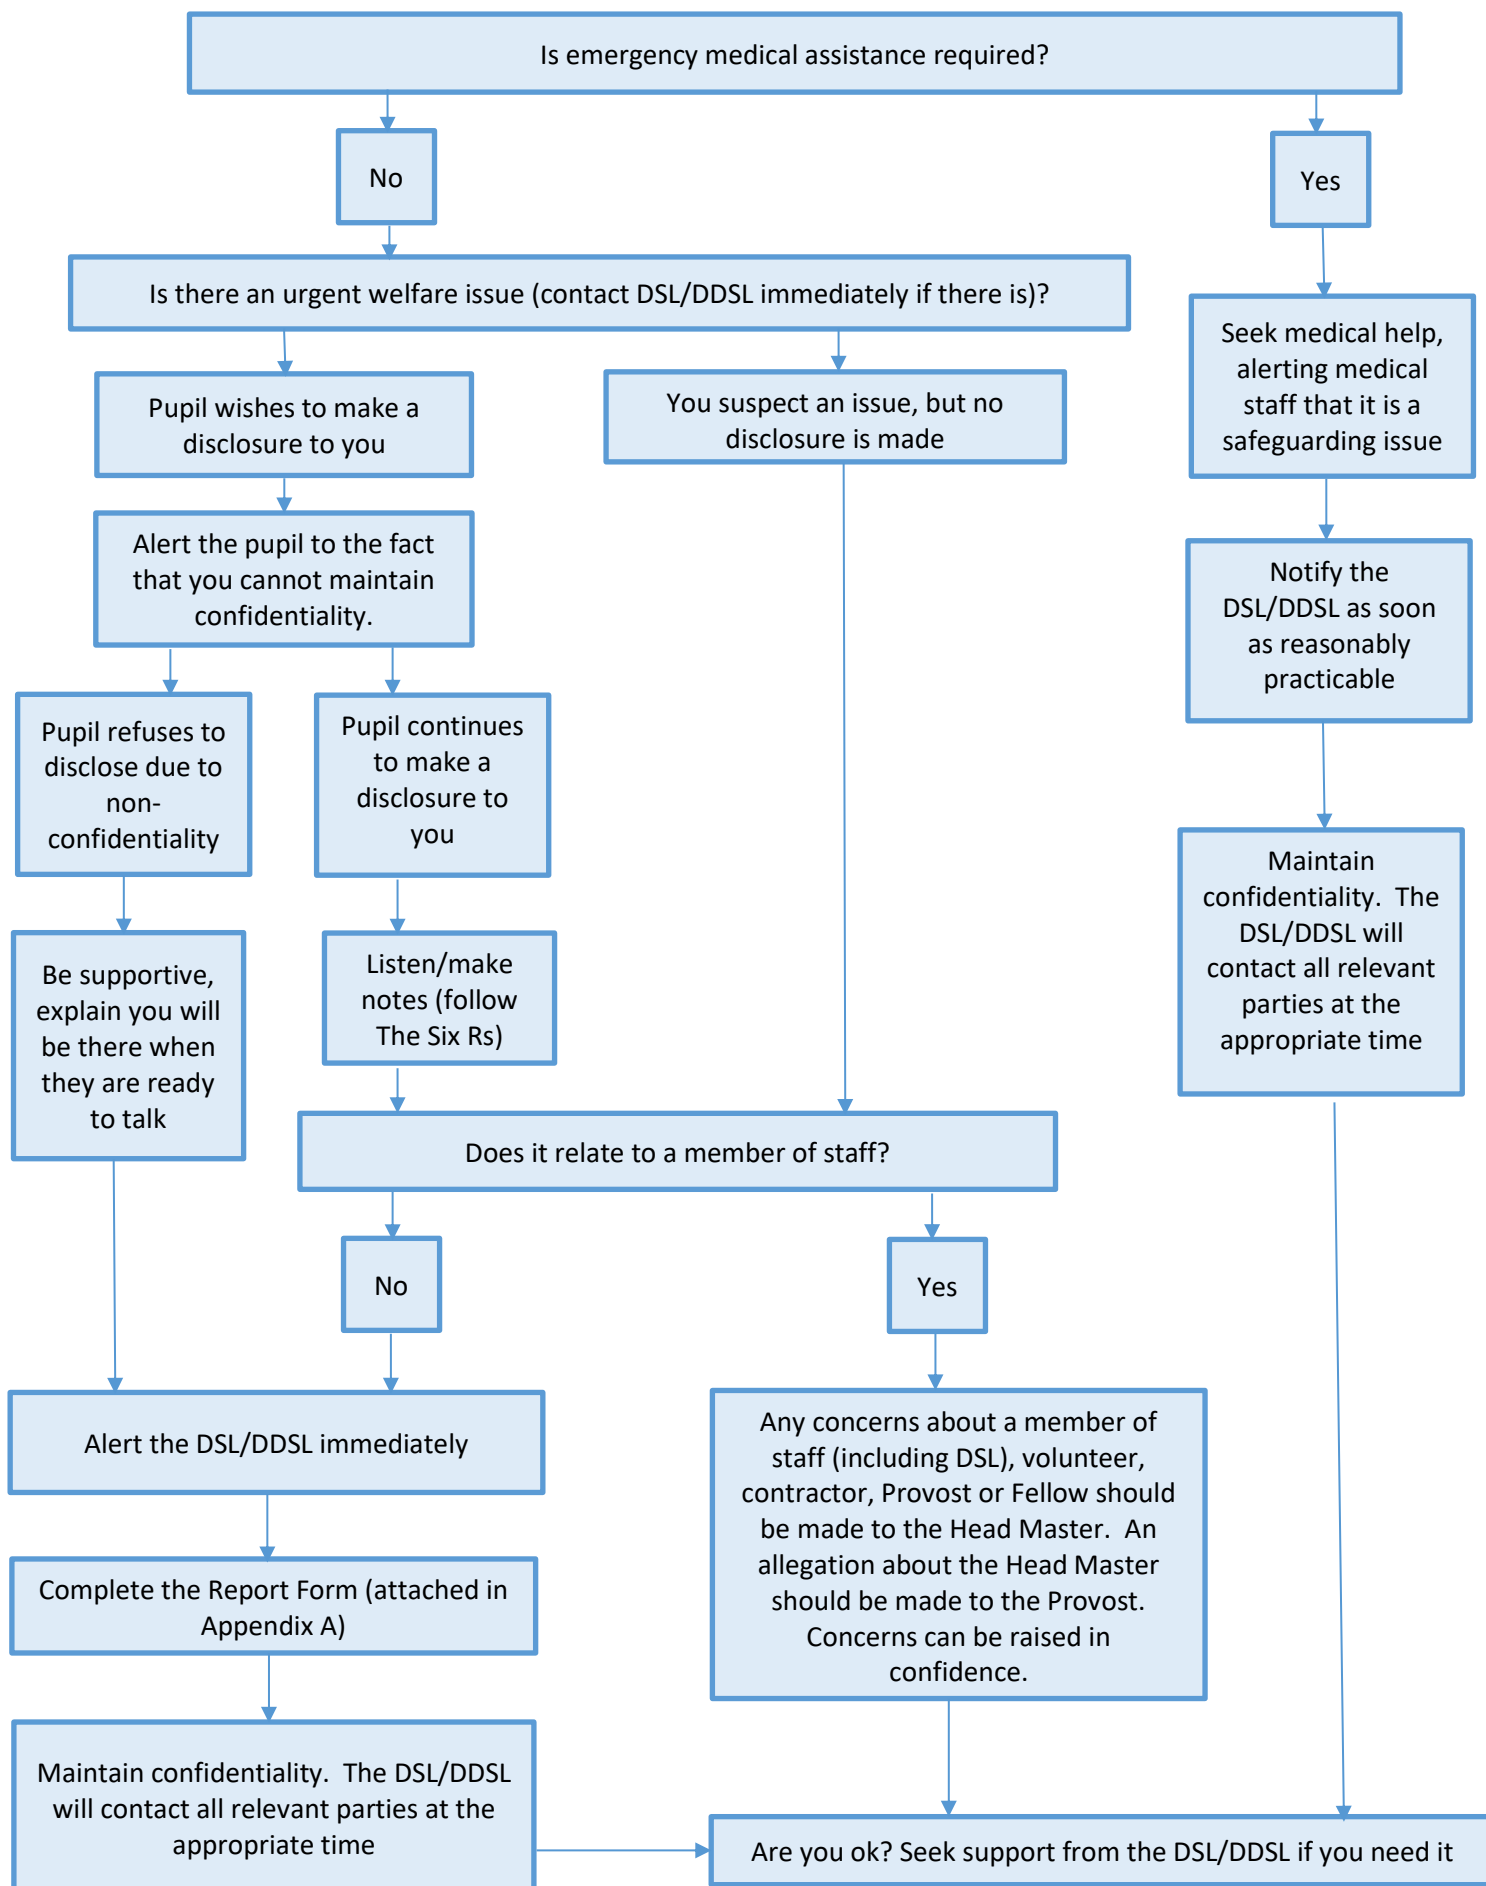 Is emergency medical assistance required?
No
Yes
Is there an urgent welfare issue (contact DSL/DDSL immediately if there is)?
Seek medical help,
alerting medical
staff that it is a
safeguarding issue
Pupil wishes to make a
disclosure to you
You suspect an issue, but no
disclosure is made
Alert the pupil to the fact
that you cannot maintain
confidentiality.
Notify the
DSL/DDSL as soon
as reasonably
practicable
Pupil refuses to
disclose due to
non-
confidentiality
Pupil continues
to make a
disclosure to
you
Maintain
confidentiality.  The
DSL/DDSL will
contact all relevant
parties at the
appropriate time
Be supportive,
explain you will
be there when
they are ready
to talk
Listen/make
notes (follow
The Six Rs)
Does it relate to a member of staff?
No
Yes
Alert the DSL/DDSL immediately
Any concerns about a member of
staff (including DSL), volunteer,
contractor, Provost or Fellow should
be made to the Head Master.  An
allegation about the Head Master
should be made to the Provost.
Concerns can be raised in
confidence.
Complete the Report Form (attached in
Appendix A)
Maintain confidentiality.  The DSL/DDSL
will contact all relevant parties at the
appropriate time
Are you ok? Seek support from the DSL/DDSL if you need it